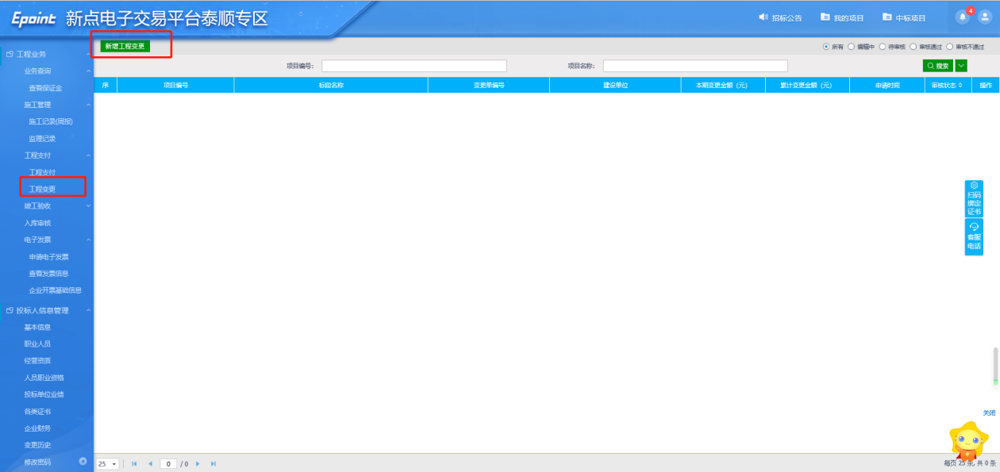 Epoint 新点电子交易平台泰顺专区
招标公告 我的项目 中标项目 4
新增工程变更
所有 编辑中 待审核 审核通过 审核不通过
项目编号: 项目名称: 搜索
序 项目编号 标段名称 变更单编号 建设单位 本期变更金额（元） 累计变更金额（元） 申请时间 审核状态 操作
工程业务
业务查询
查看保证金
施工管理
施工记录(周报)
监理记录
工程支付
工程支付
工程变更
竣工验收
入库审核
电子发票
申请电子发票
查看发票信息
企业开票基础信息
投标人信息管理
基本信息
职业人员
经营资质
人员职业资格
投标单位业绩
各类证书
企业财务
变更历史
修改密码
扫码
绑定
证书
客服
电话
关闭
25 0 / 0
每页 25 条, 共 0 条